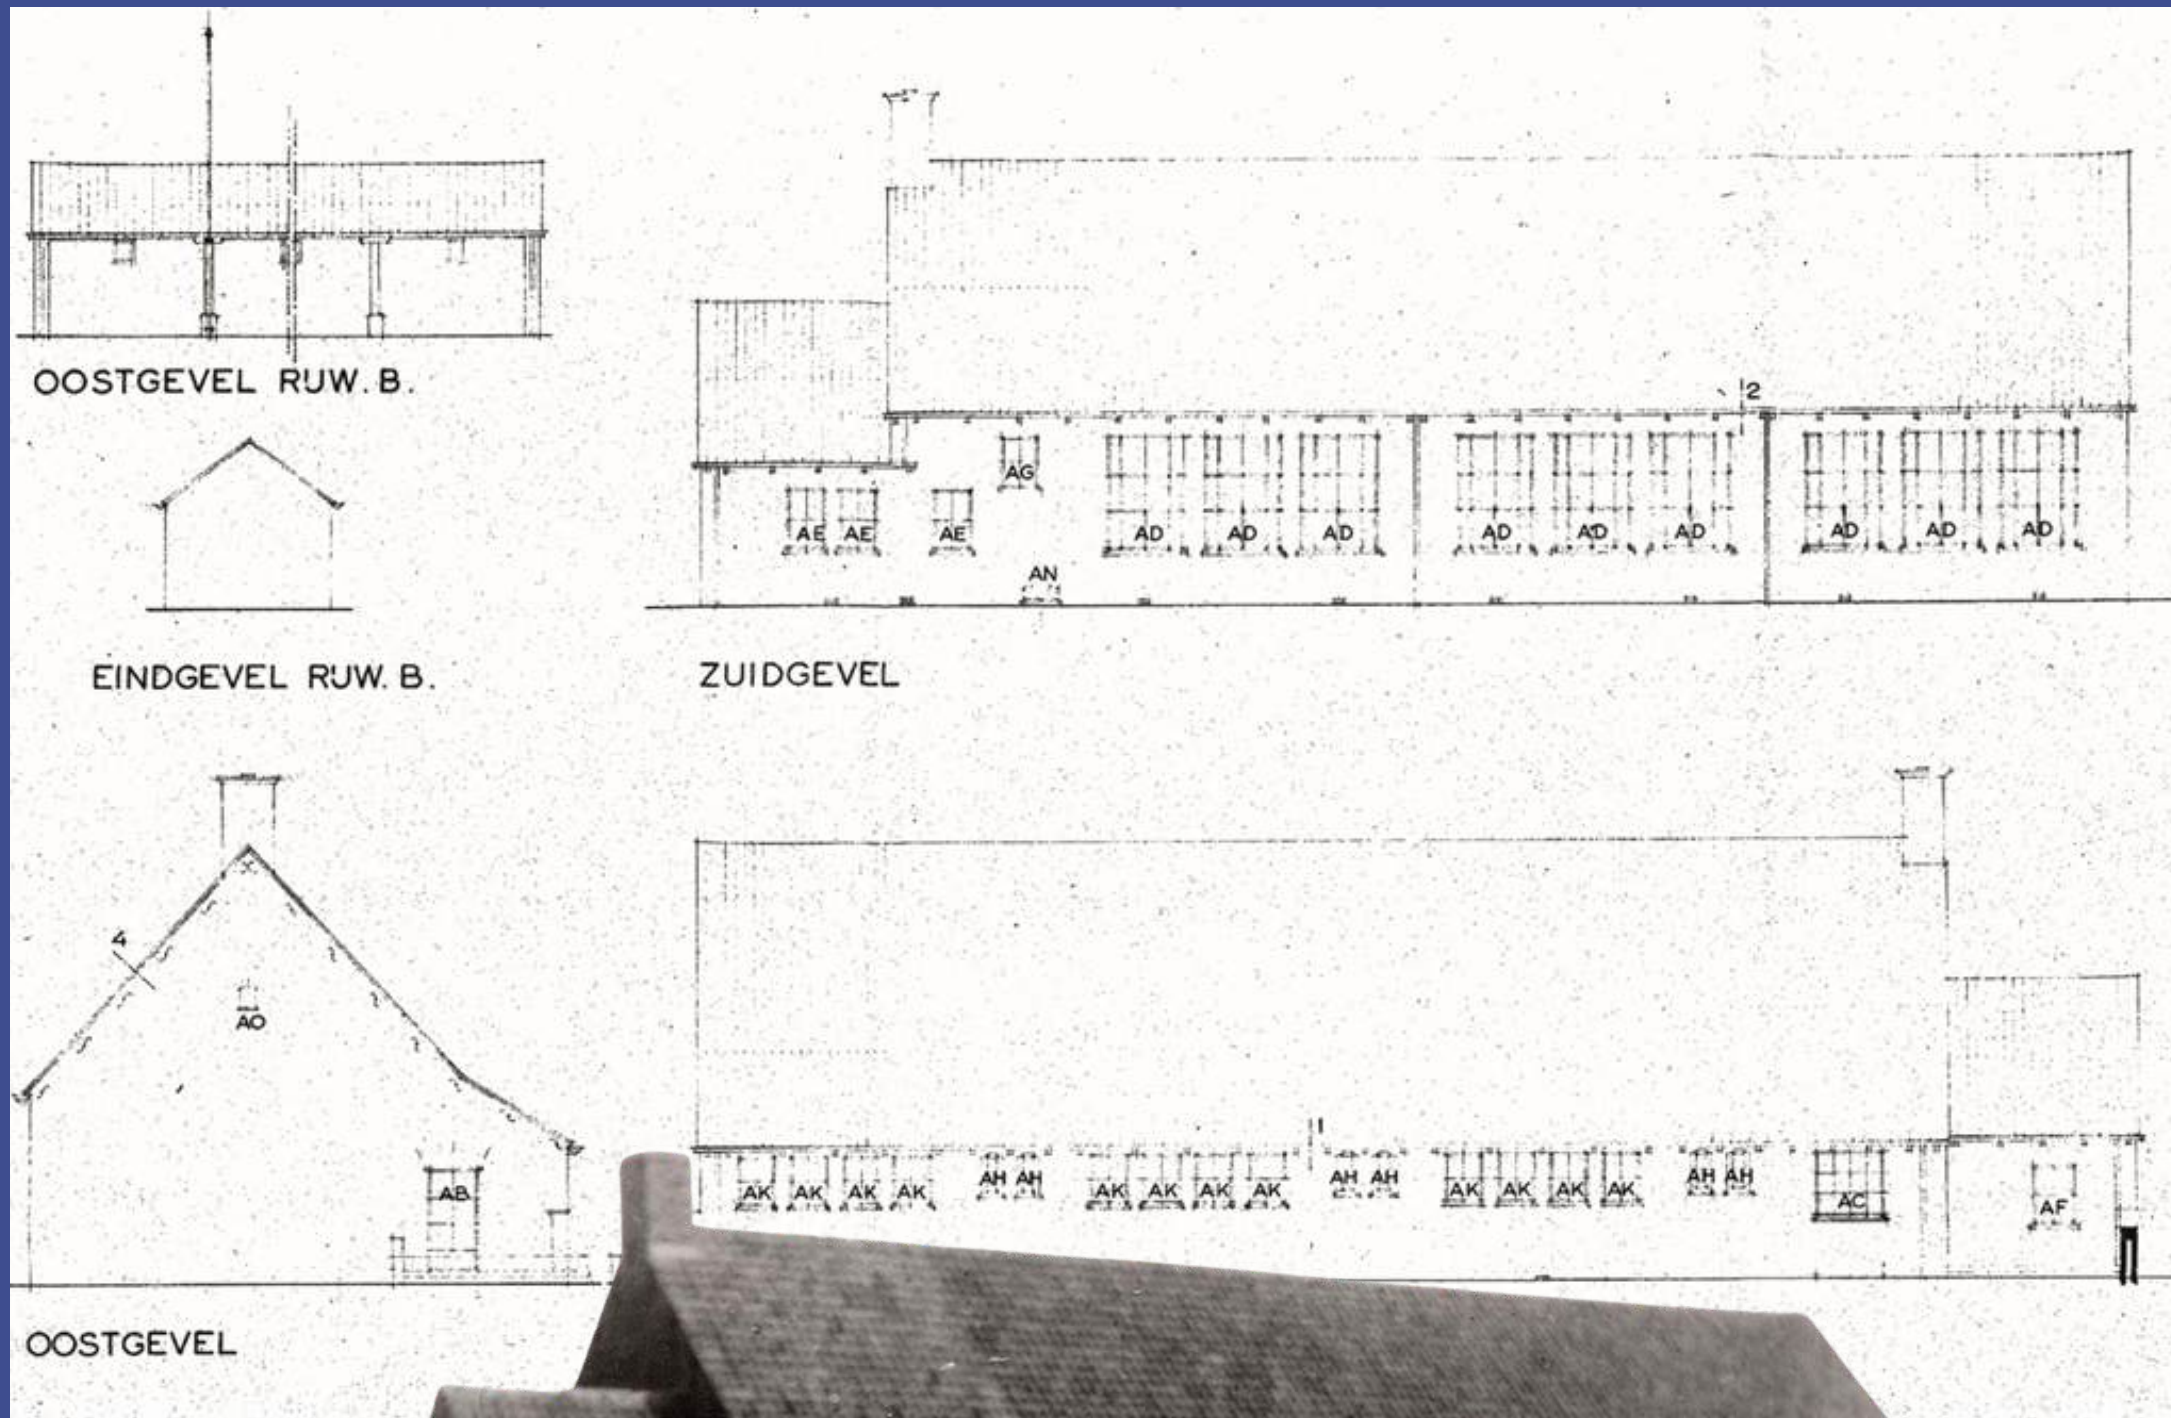 OOSTGEVEL RIJW. B.
2
AG
AE AE AE AD AD AD AD AD AD AD AD AD
AN
EINDGEVEL RIJW. B.
ZUIDGEVEL
4
AO
1
AB
AK AK AK AK AH AH AK AK AK AK AH AH AK AK AK AK AH AH AC AF
OOSTGEVEL